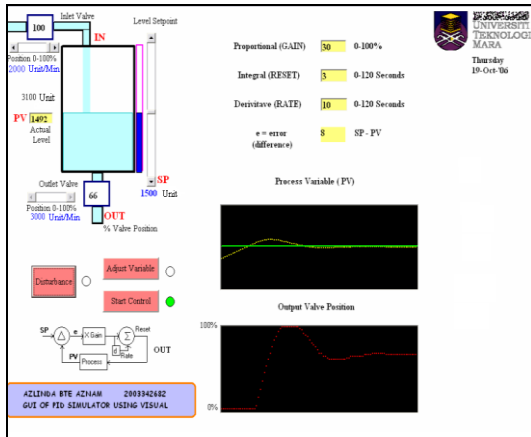 Inlet Valve
100
IN
Position 0-100%
2000 Unit/Min
3100 Unit
PV 1492
Actual
Level
Level Setpoint
SP
1500 Unit
Outlet Valve
66
Position 0-100%
3000 Unit/Min
OUT
% Valve Position
Proportional (GAIN) 30 0-100%
Integral (RESET) 3 0-120 Seconds
Derivitave (RATE) 10 0-120 Seconds
e = error 8 SP - PV
(difference)
UNIVERSITI
TEKNOLOGI
MARA
Thursday
19-Oct-'06
Process Variable ( PV)
Output Valve Position
100%
0%
Disturbance
Adjust Variable
Start Control
SP
e
X Gain
Σ
Reset
d
Rate
OUT
PV
Process
AZLINDA BTE AZNAM 2003342682
GUI OF PID SIMULATOR USING VISUAL